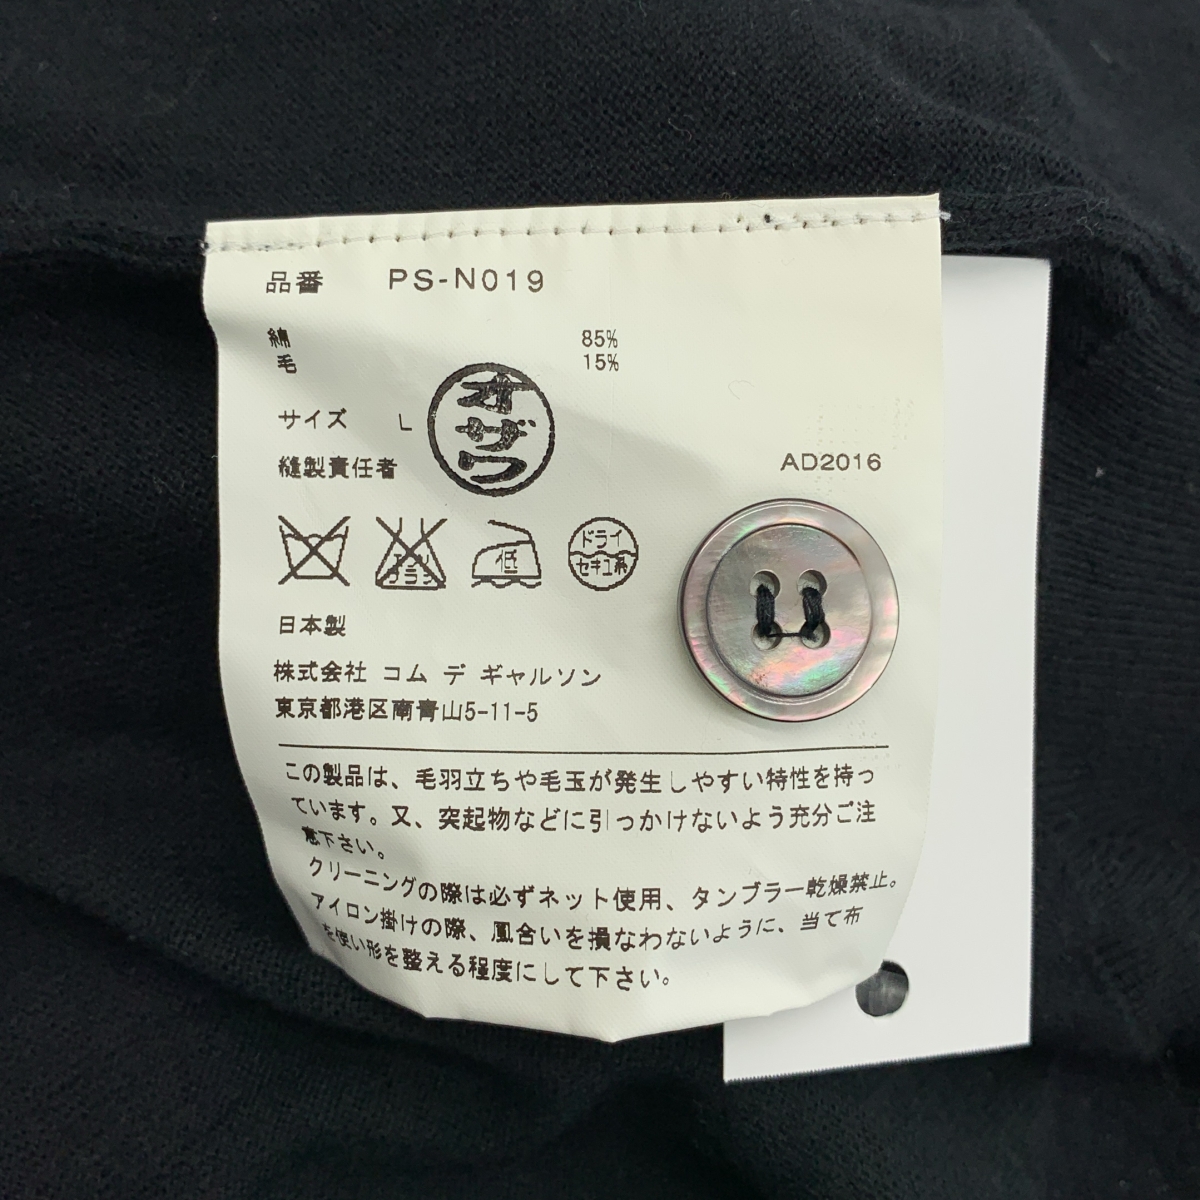 品番 PS-N019
綿 85%
毛 15%
サイズ L
オザワ
縫製責任者
AD2016
エンソ
サラシ
低
ドライ
セキユ系
日本製
株式会社 コム デ ギャルソン
東京都港区南青山5-11-5
この製品は、毛羽立ちや毛玉が発生しやすい特性を持っ
ています。又、突起物などに引っかけないよう充分ご注
意下さい。
クリーニングの際は必ずネット使用、タンブラー乾燥禁止。
アイロン掛けの際、風合いを損なわないように、当て布
を使い形を整える程度にして下さい。